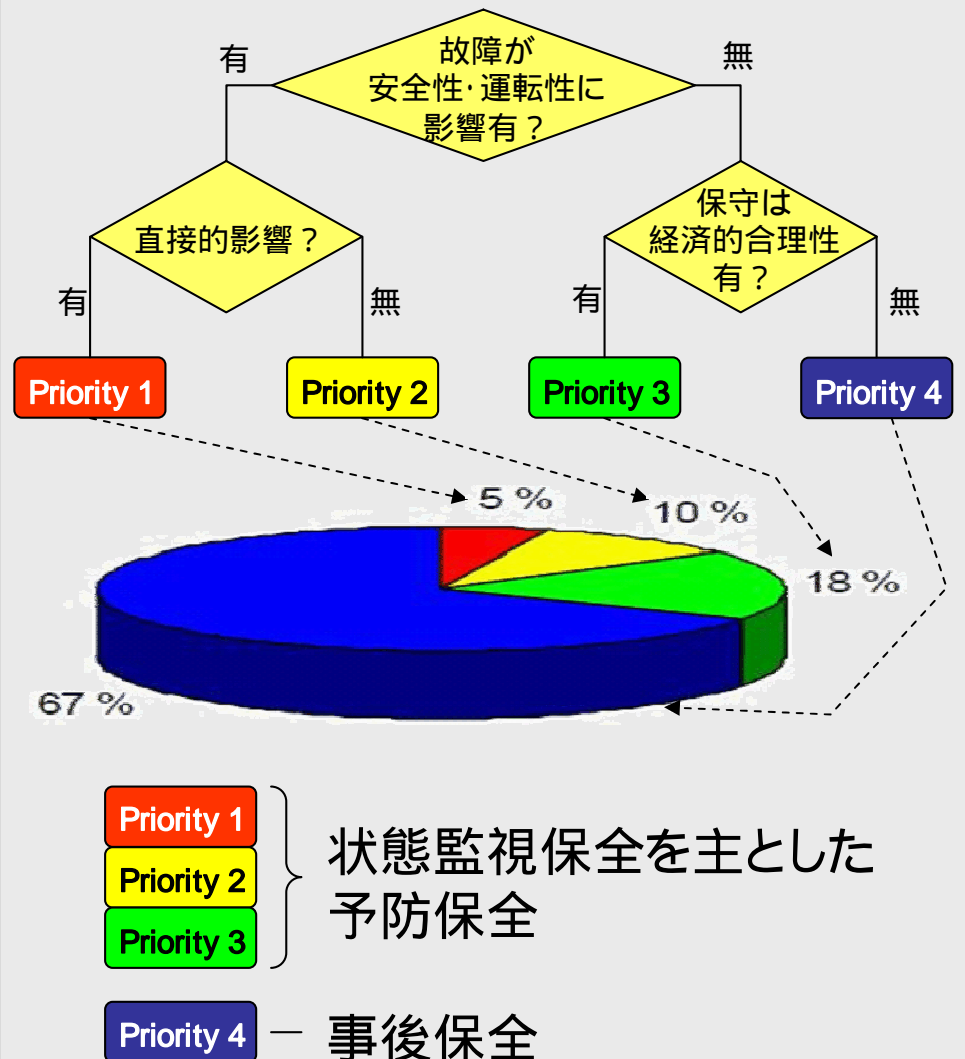 故障が
安全性･運転性に
影響有？
有
無
直接的影響？
保守は
経済的合理性
有？
有
無
有
無
Priority 1
Priority 2
Priority 3
Priority 4
5 %
10 %
18 %
67 %
Priority 1
Priority 2
Priority 3
状態監視保全を主とした
予防保全
Priority 4
事後保全